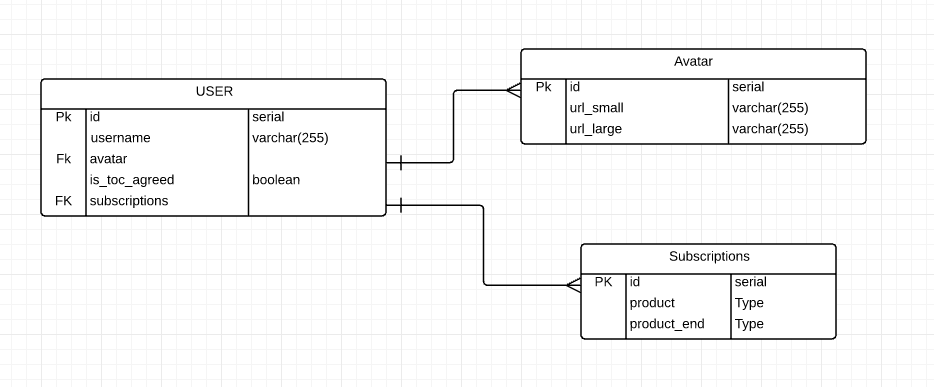 USER
Pk id serial
username varchar(255)
Fk avatar
is_toc_agreed boolean
FK subscriptions
Avatar
Pk id serial
url_small varchar(255)
url_large varchar(255)
Subscriptions
PK id serial
product Type
product_end Type